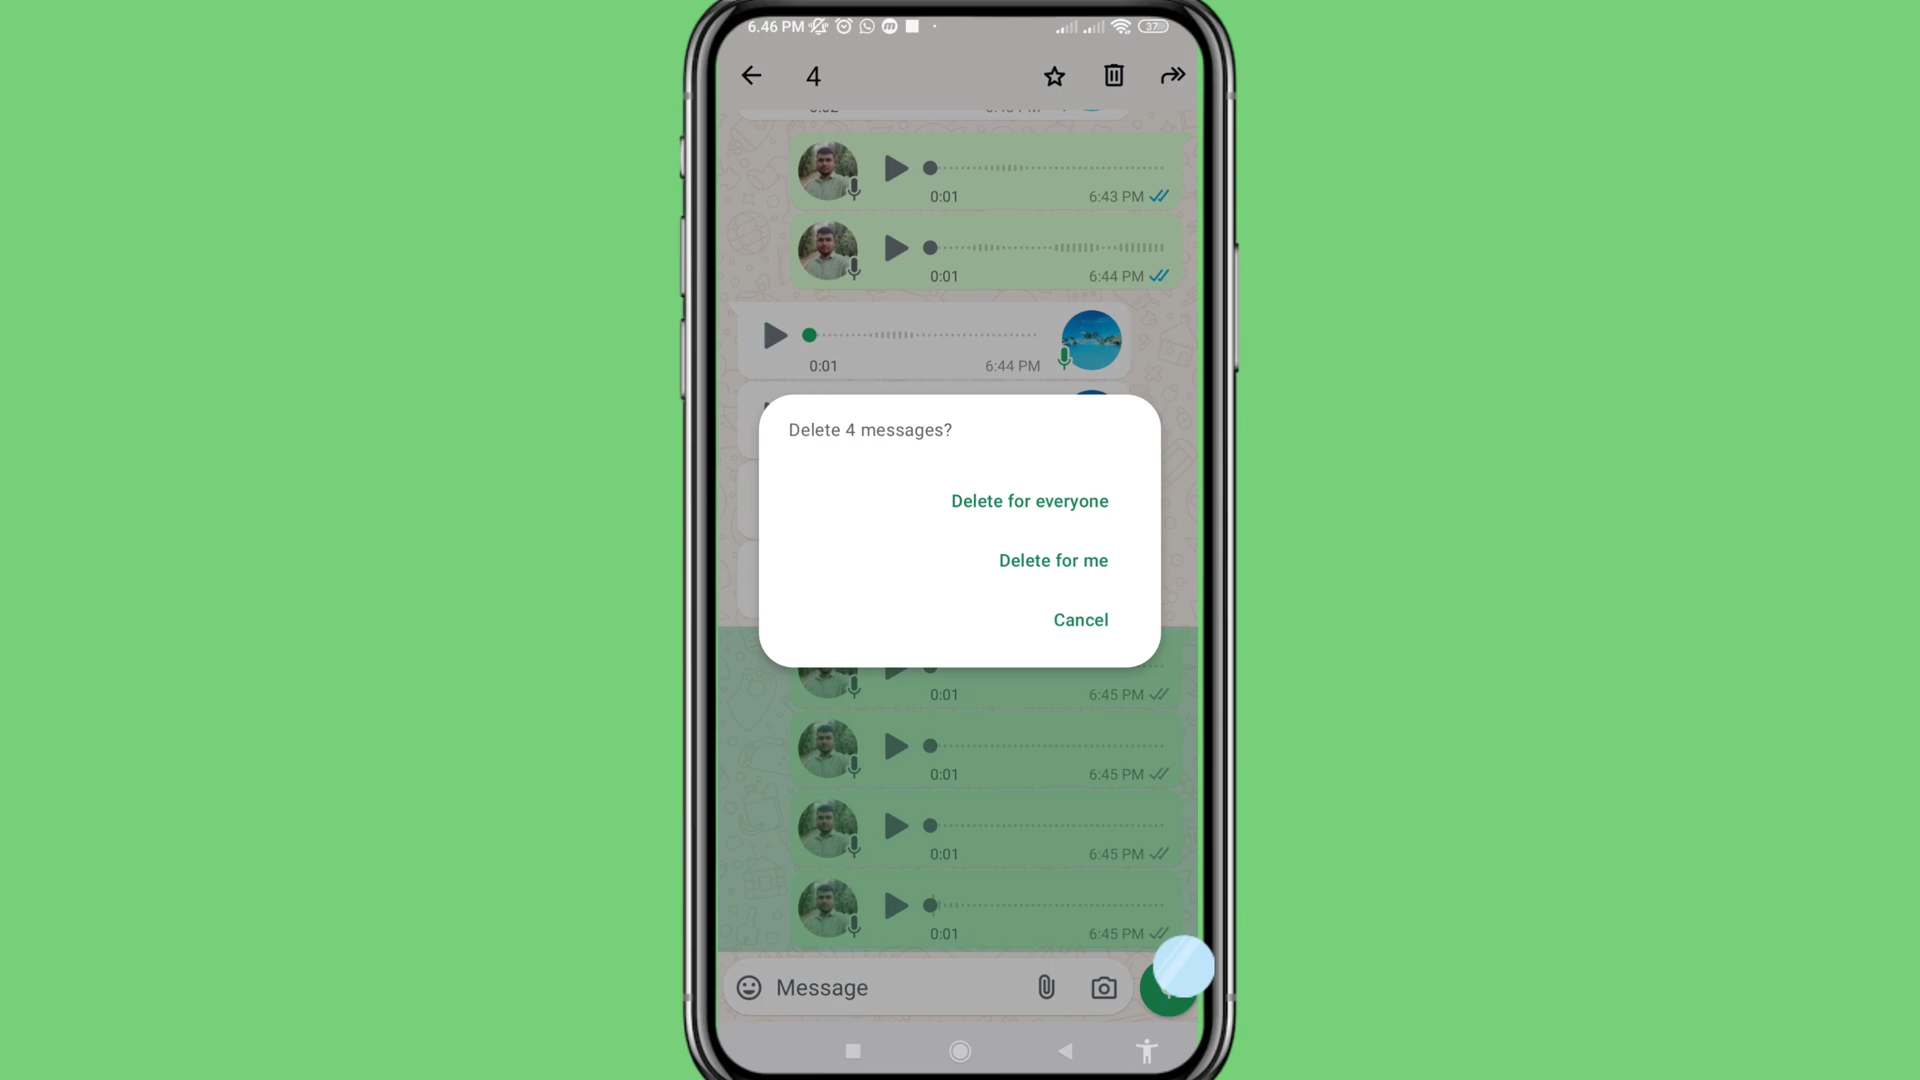 6.46 PM
37
4
0:01
6:43 PM
0:01
6:44 PM
0:01
6:44 PM
Delete 4 messages?
Delete for everyone
Delete for me
Cancel
0:01
6:45 PM
0:01
6:45 PM
0:01
6:45 PM
0:01
6:45 PM
Message